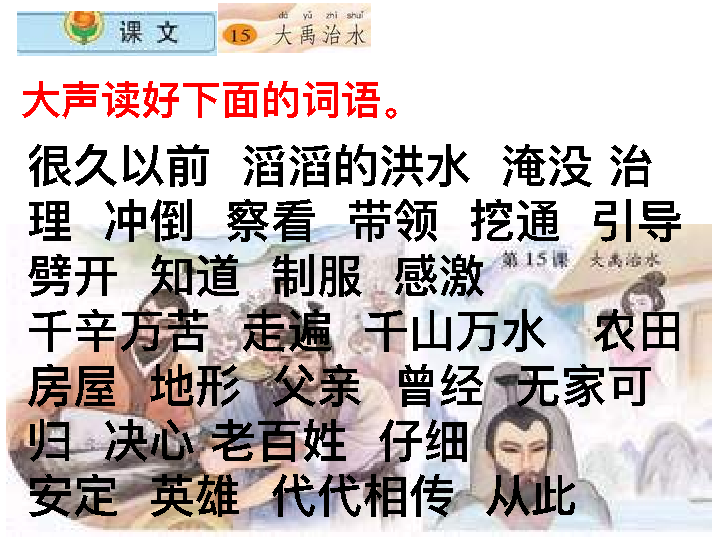 课 文
dà yǔ zhì shuǐ
15 大禹治水
大声读好下面的词语。
很久以前 滔滔的洪水 淹没 治
理 冲倒 察看 带领 挖通 引导
劈开 知道 制服 感激
第15课 大禹治水
千辛万苦 走遍 千山万水 农田
房屋 地形 父亲 曾经 无家可
归 决心 老百姓 仔细
安定 英雄 代代相传 从此